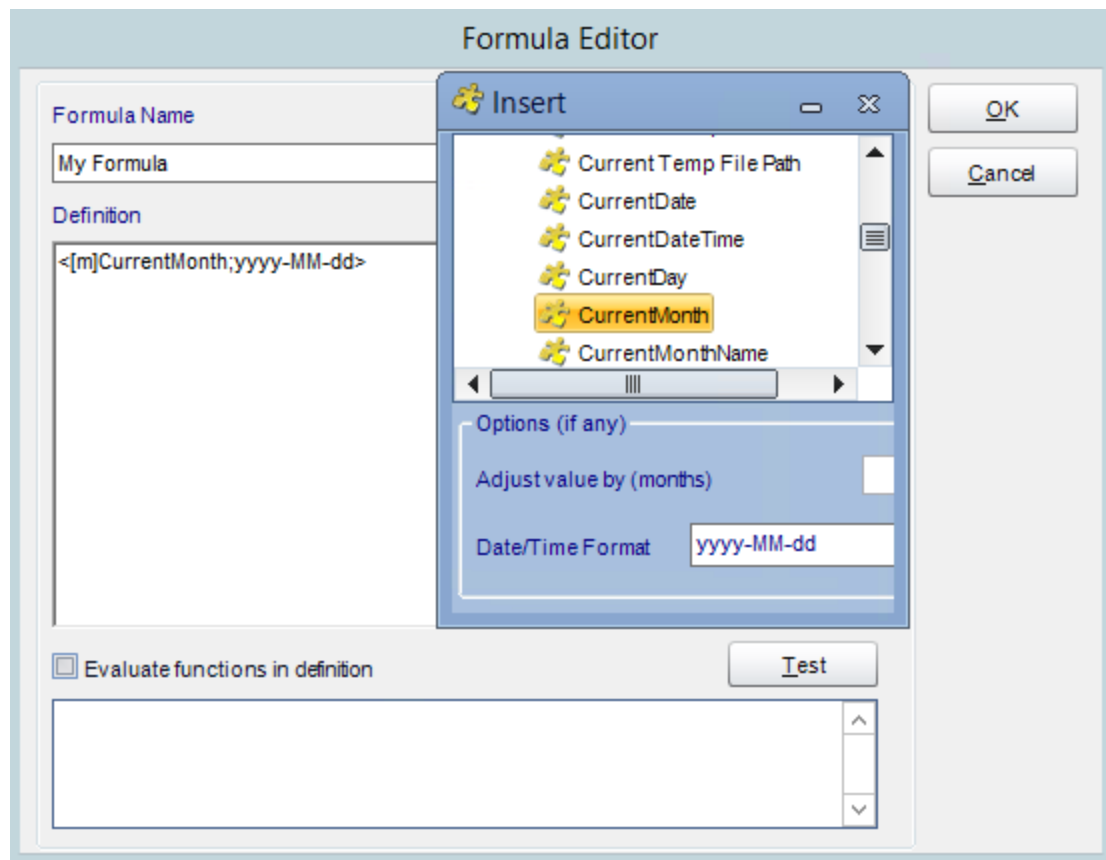 Formula Editor
Insert
OK
Cancel
Formula Name
My Formula
Definition
<[m]CurrentMonth;yyyy-MM-dd>
Current Temp File Path
CurrentDate
CurrentDateTime
CurrentDay
CurrentMonth
CurrentMonthName
Options (if any)
Adjust value by (months)
Date/Time Format yyyy-MM-dd
Evaluate functions in definition
Test